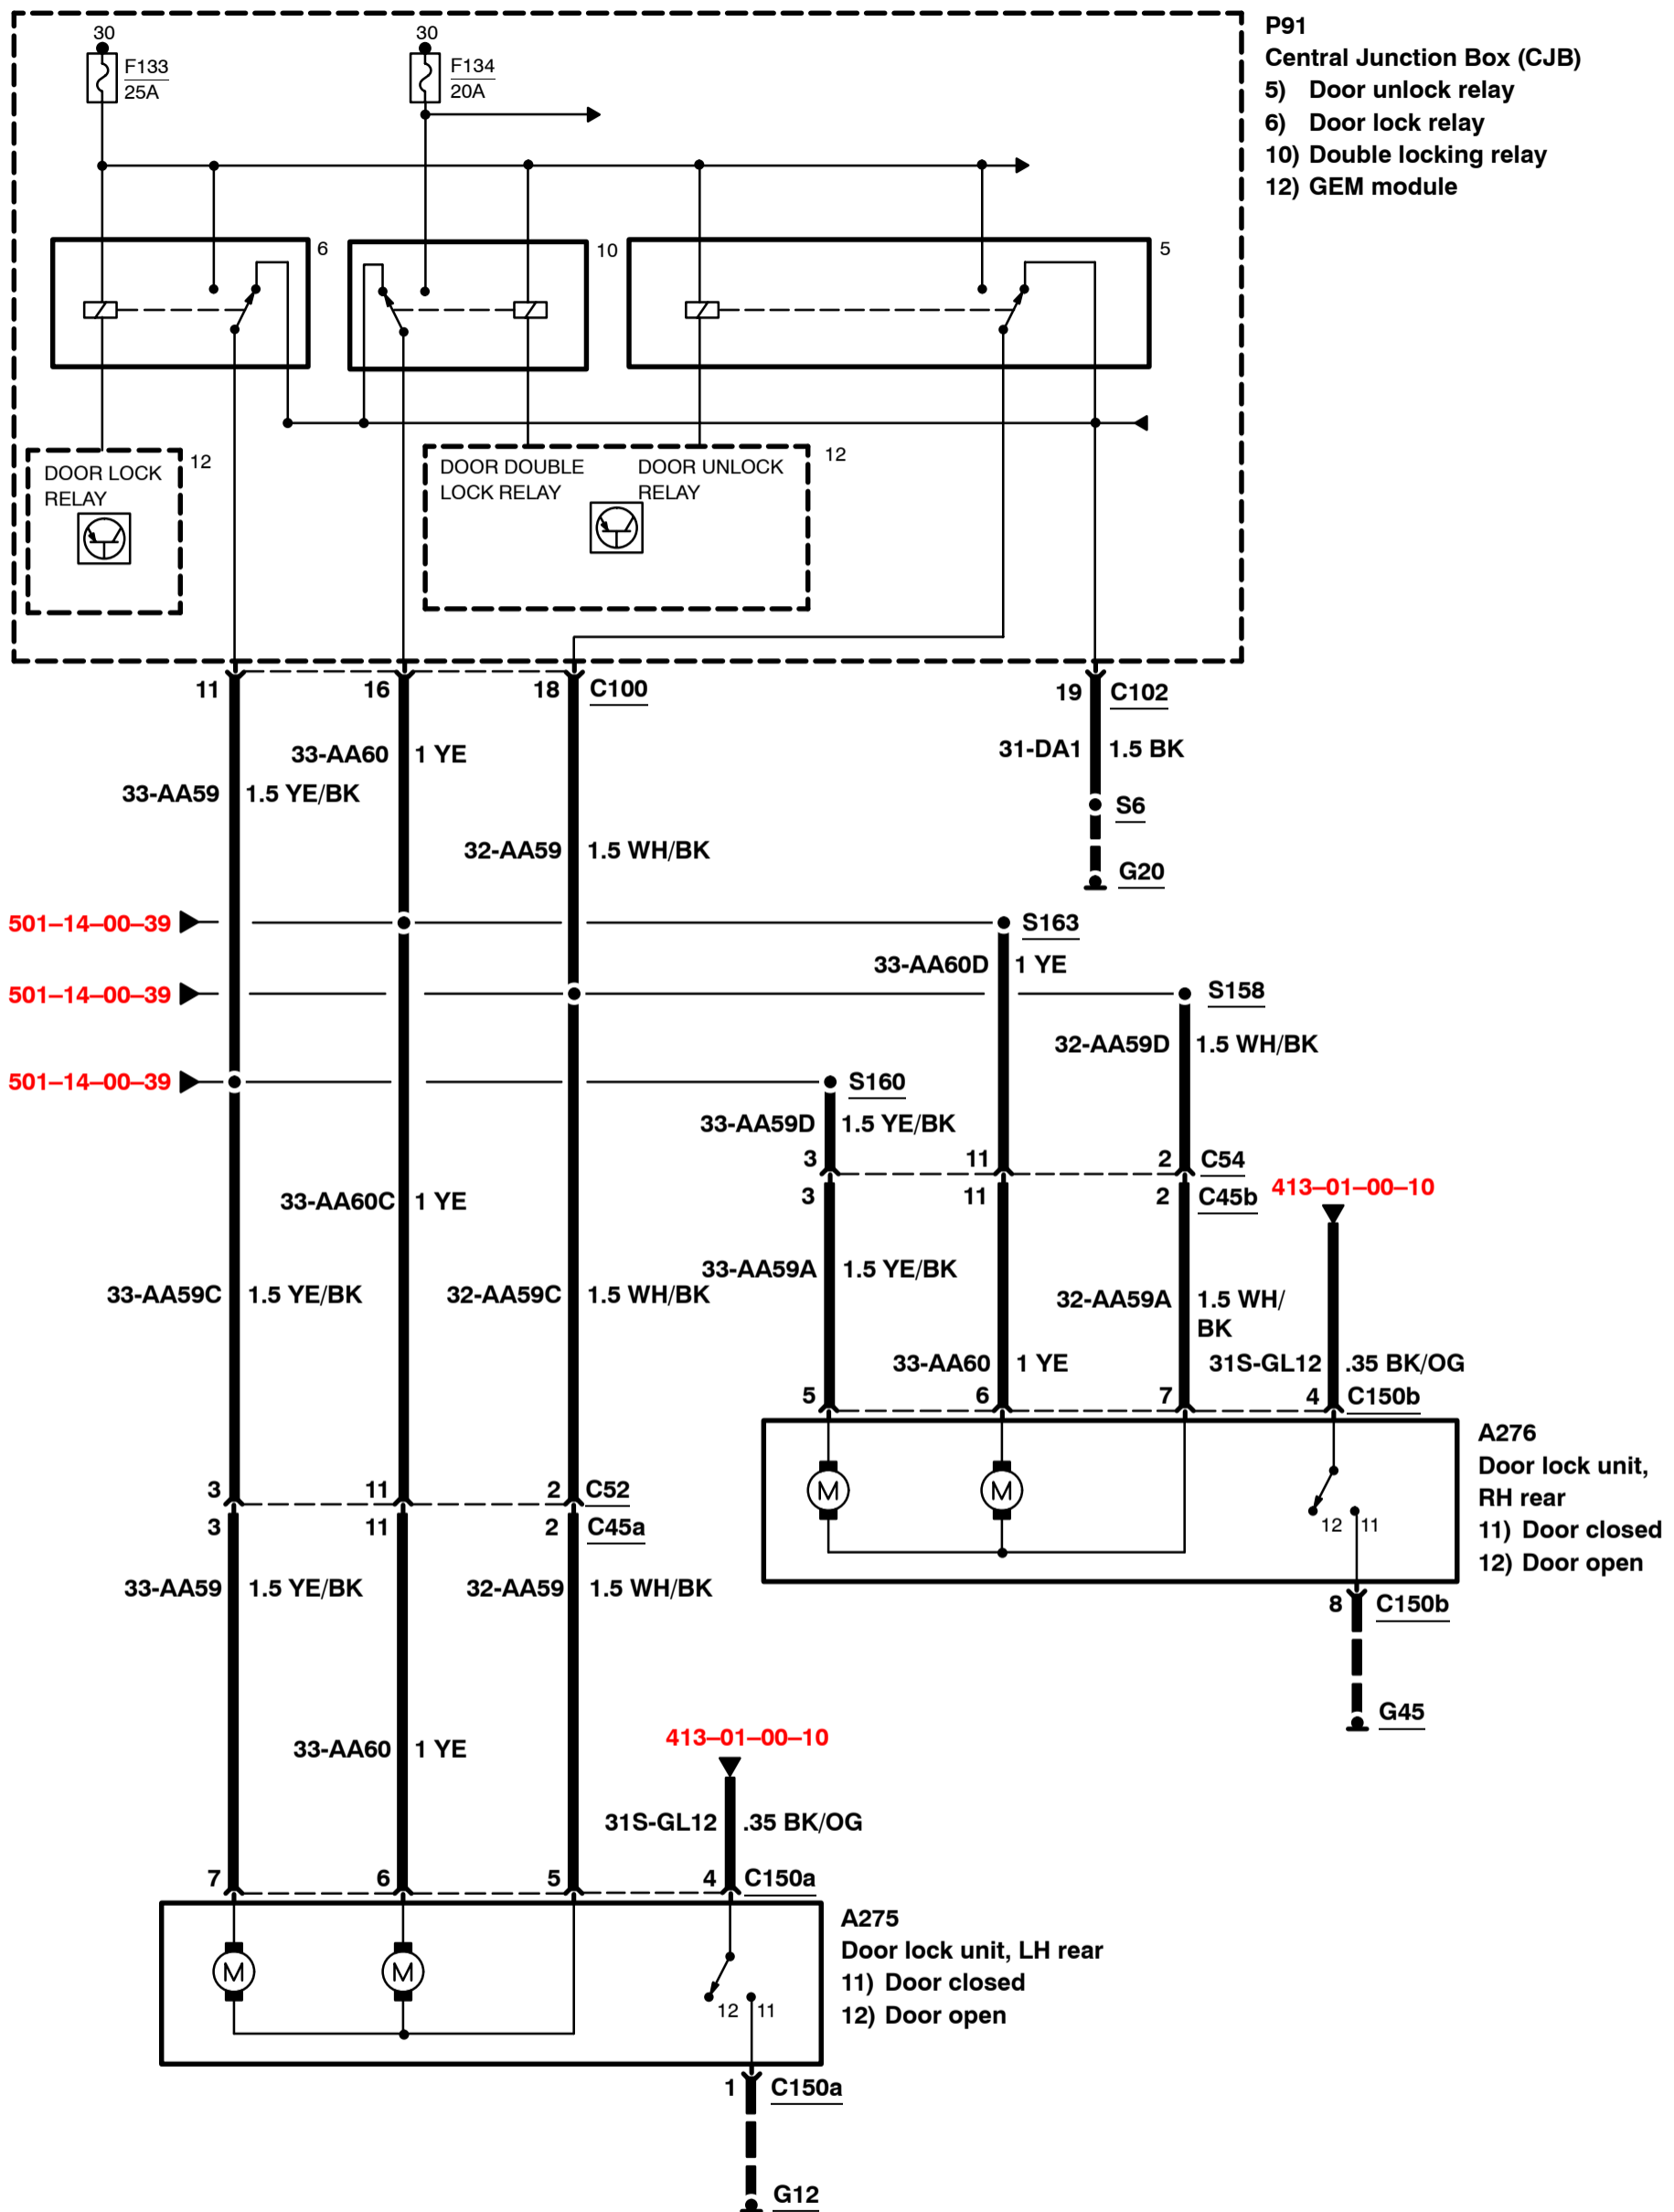 P91
Central Junction Box (CJB)
5) Door unlock relay
6) Door lock relay
10) Double locking relay
12) GEM module
30
F133
25A
30
F134
20A
6
10
5
DOOR LOCK
RELAY
12
DOOR DOUBLE
LOCK RELAY
DOOR UNLOCK
RELAY
12
11
16
18 C100
19 C102
33-AA60 1 YE
31-DA1 1.5 BK
33-AA59 1.5 YE/BK
S6
32-AA59 1.5 WH/BK
G20
501–14–00–39
S163
33-AA60D 1 YE
501–14–00–39
S158
32-AA59D 1.5 WH/BK
501–14–00–39
S160
33-AA59D 1.5 YE/BK
3 11 2 C54
3 11 2 C45b
413–01–00–10
33-AA60C 1 YE
33-AA59A 1.5 YE/BK
33-AA59C 1.5 YE/BK
32-AA59C 1.5 WH/BK
32-AA59A 1.5 WH/
BK
33-AA60 1 YE
31S-GL12 .35 BK/OG
5 6 7 4 C150b
A276
Door lock unit,
RH rear
11) Door closed
12) Door open
M M
12 11
3 11 2 C52
3 11 2 C45a
33-AA59 1.5 YE/BK
32-AA59 1.5 WH/BK
8 C150b
G45
413–01–00–10
33-AA60 1 YE
31S-GL12 .35 BK/OG
7 6 5 4 C150a
A275
Door lock unit, LH rear
11) Door closed
12) Door open
M M
12 11
1 C150a
G12